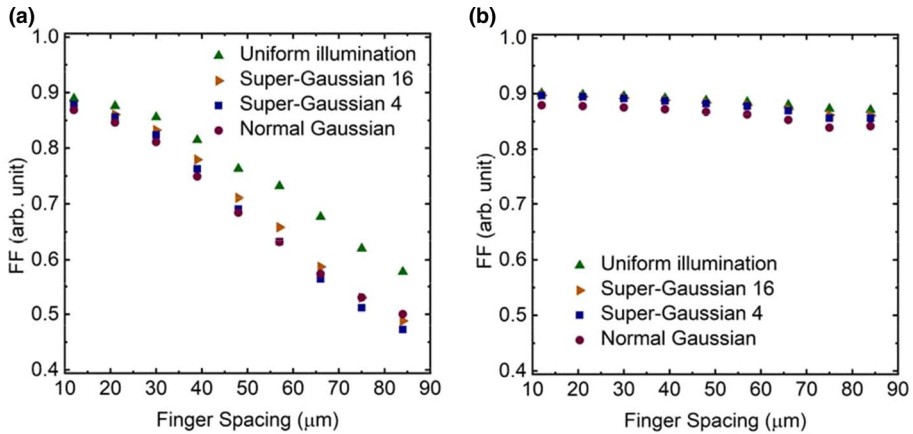 (a)
1.0
0.9
0.8
0.7
0.6
0.5
0.4
FF (arb. unit)
Uniform illumination
Super-Gaussian 16
Super-Gaussian 4
Normal Gaussian
10 20 30 40 50 60 70 80 90
Finger Spacing (μm)
(b)
1.0
0.9
0.8
0.7
0.6
0.5
0.4
FF (arb. unit)
Uniform illumination
Super-Gaussian 16
Super-Gaussian 4
Normal Gaussian
10 20 30 40 50 60 70 80 90
Finger Spacing (μm)